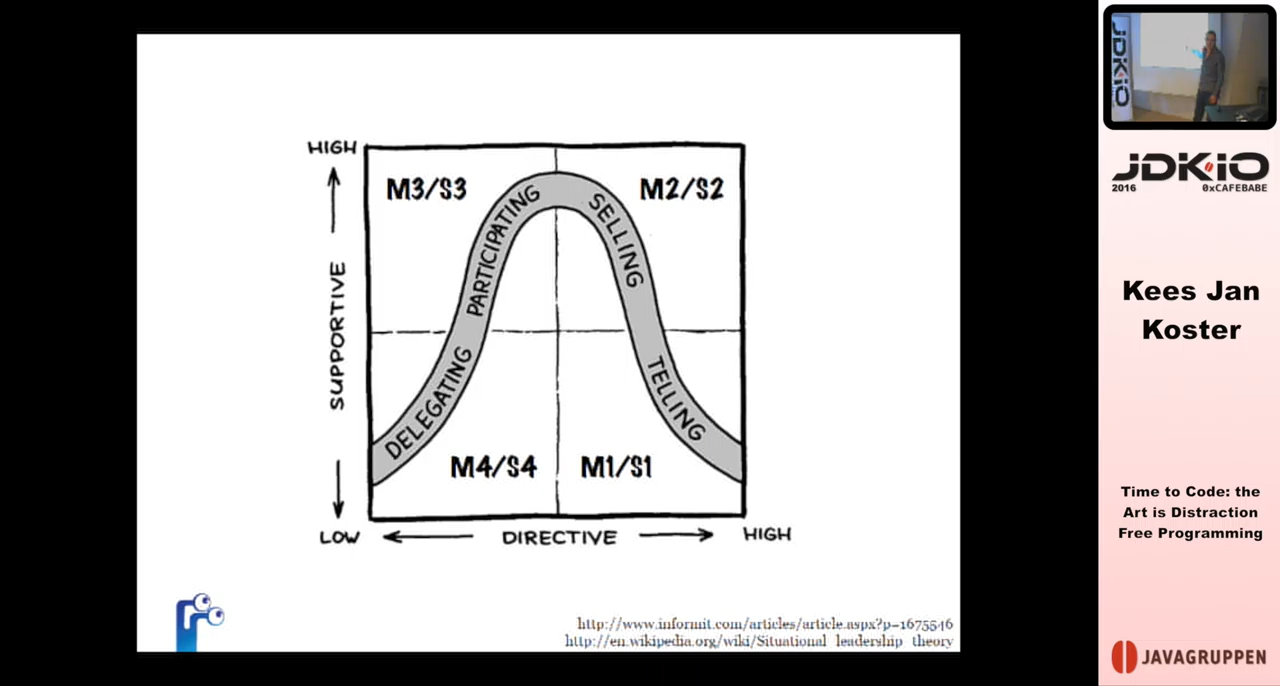 HIGH
M3/S3
M2/S2
PARTICIPATING
SELLING
SUPPORTIVE
DELEGATING
TELLING
M4/S4
M1/S1
LOW
DIRECTIVE
HIGH
http://www.informit.com/articles/article.aspx?p=1675546
http://en.wikipedia.org/wiki/Situational_leadership_theory
JDKiO
JDKiO
2016
0xCAFEBABE
Kees Jan
Koster
Time to Code: the
Art is Distraction
Free Programming
JAVAGRUPPEN